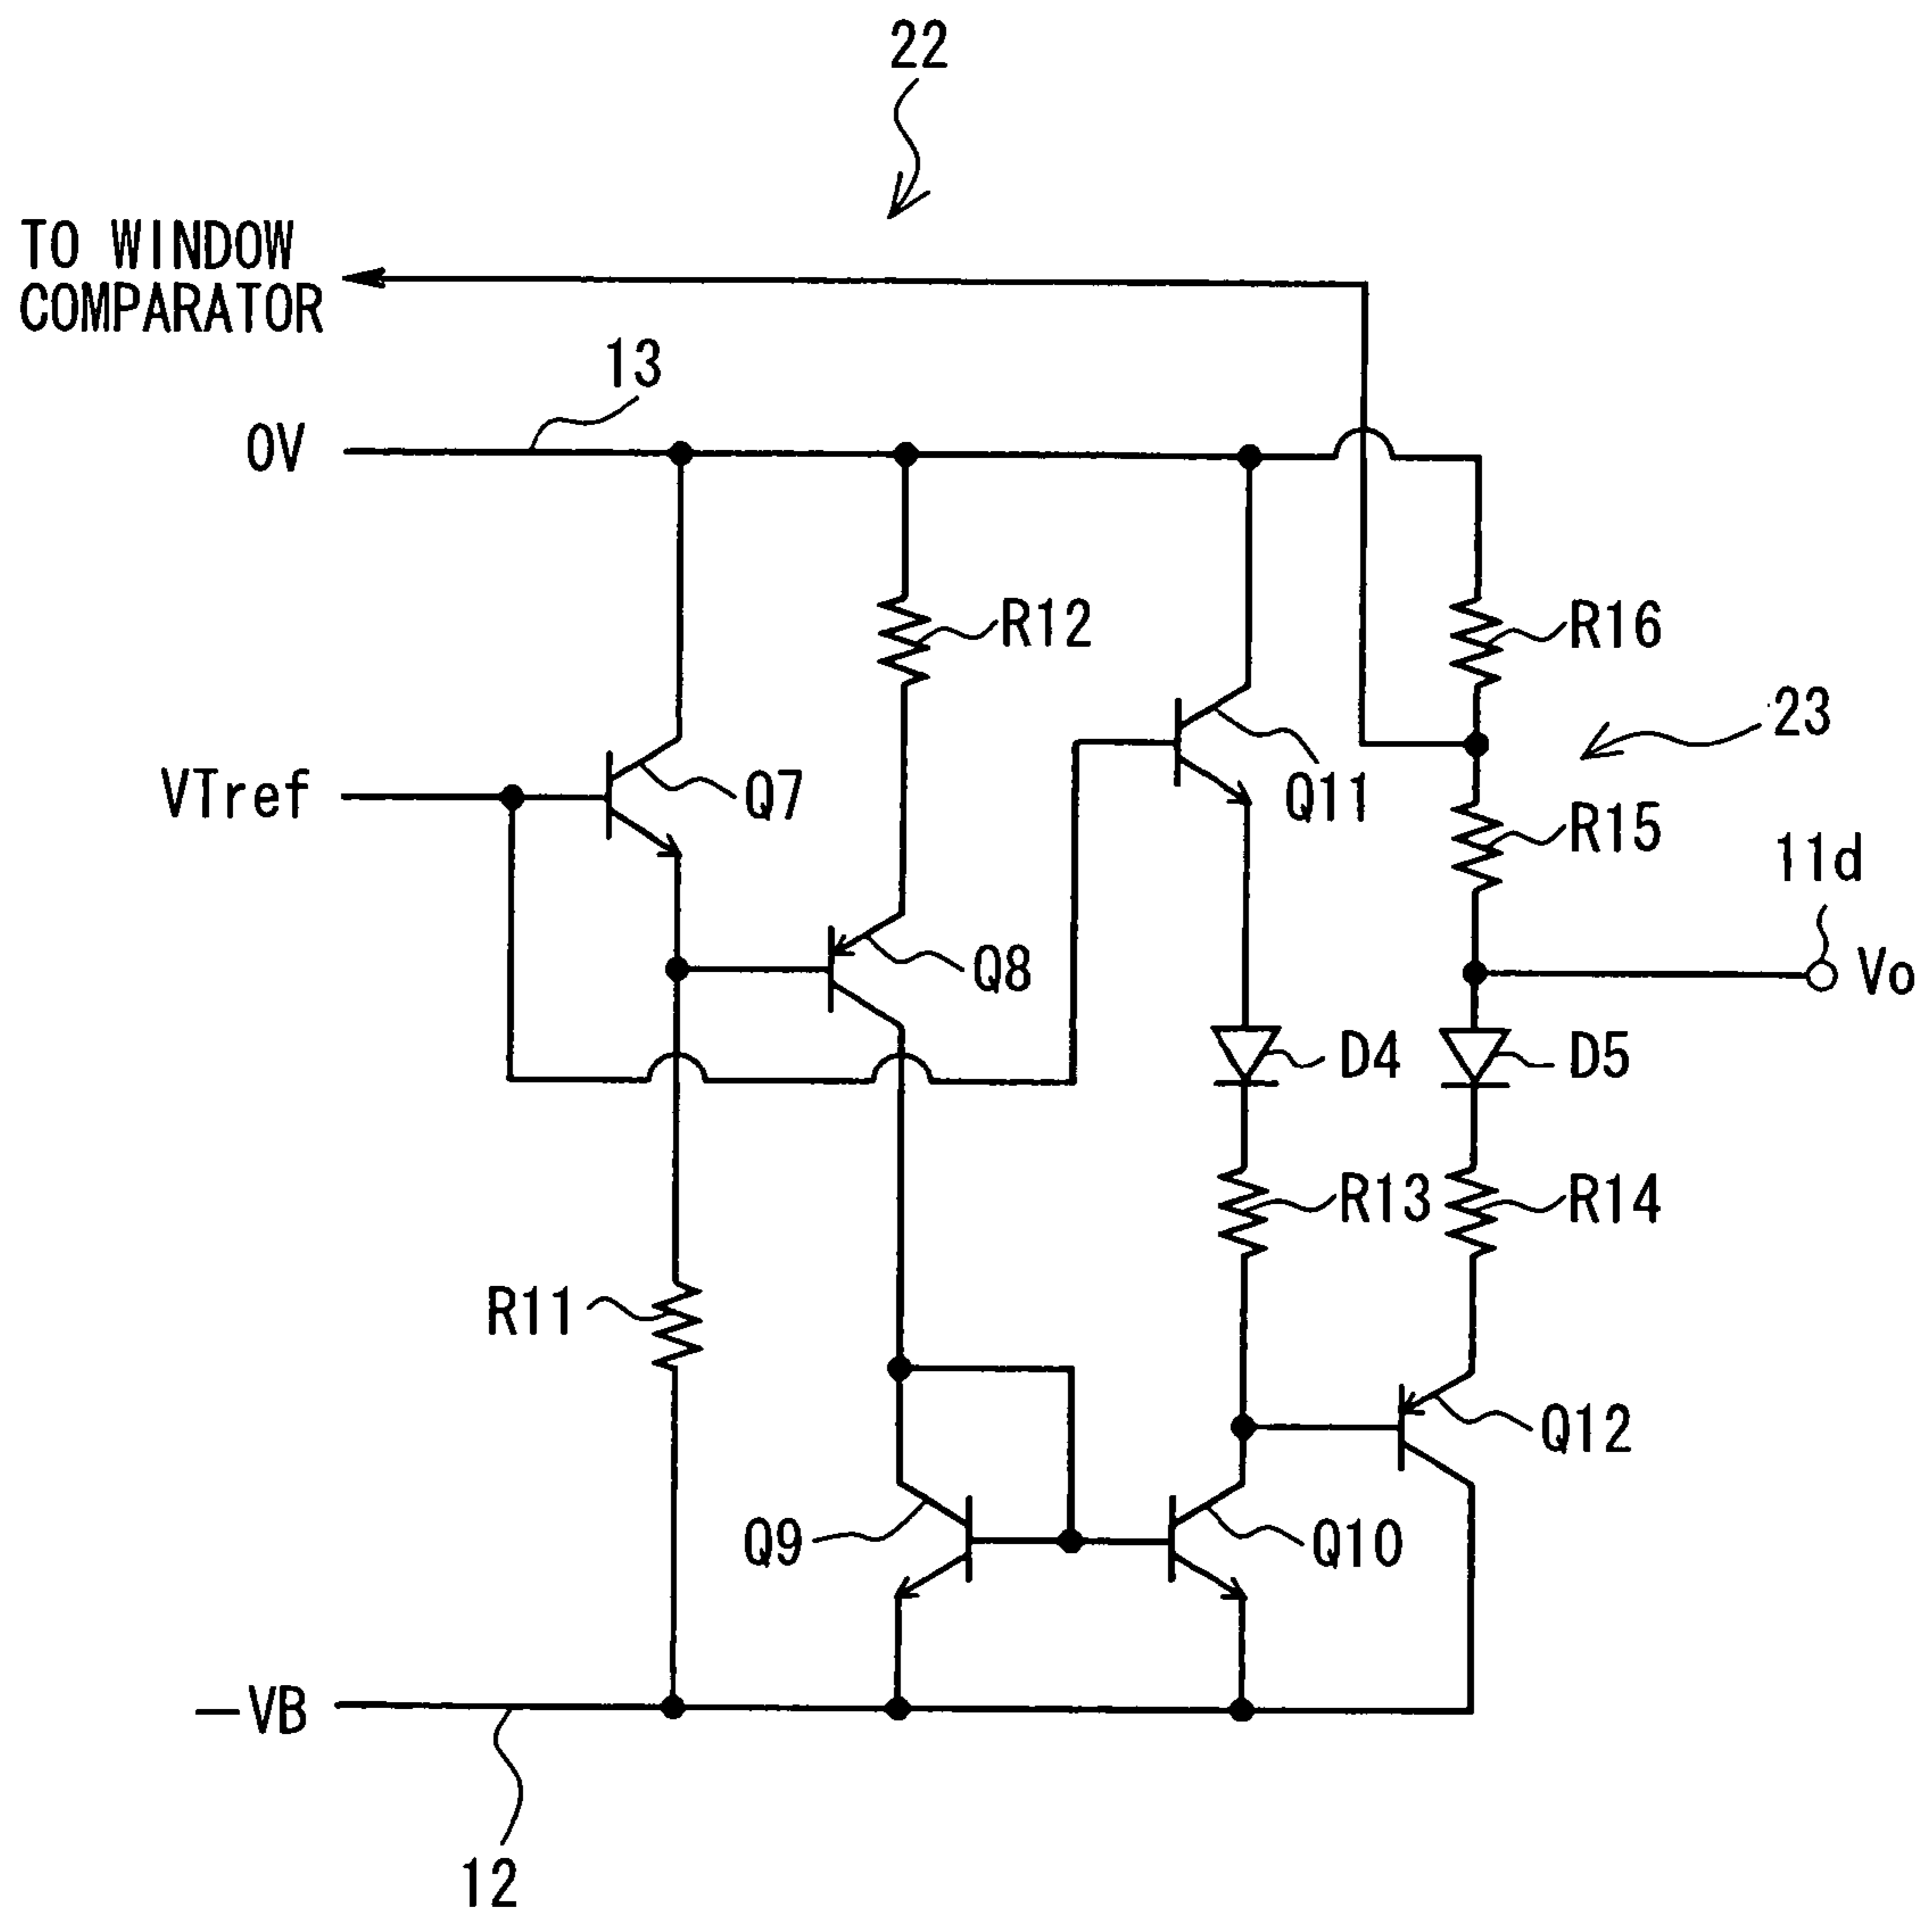 22
TO WINDOW
COMPARATOR
13
0V
R12
R16
23
VTref
Q7
Q11
R15
11d
Q8
Vo
D4
D5
R13
R14
R11
Q12
Q9
Q10
—VB
12